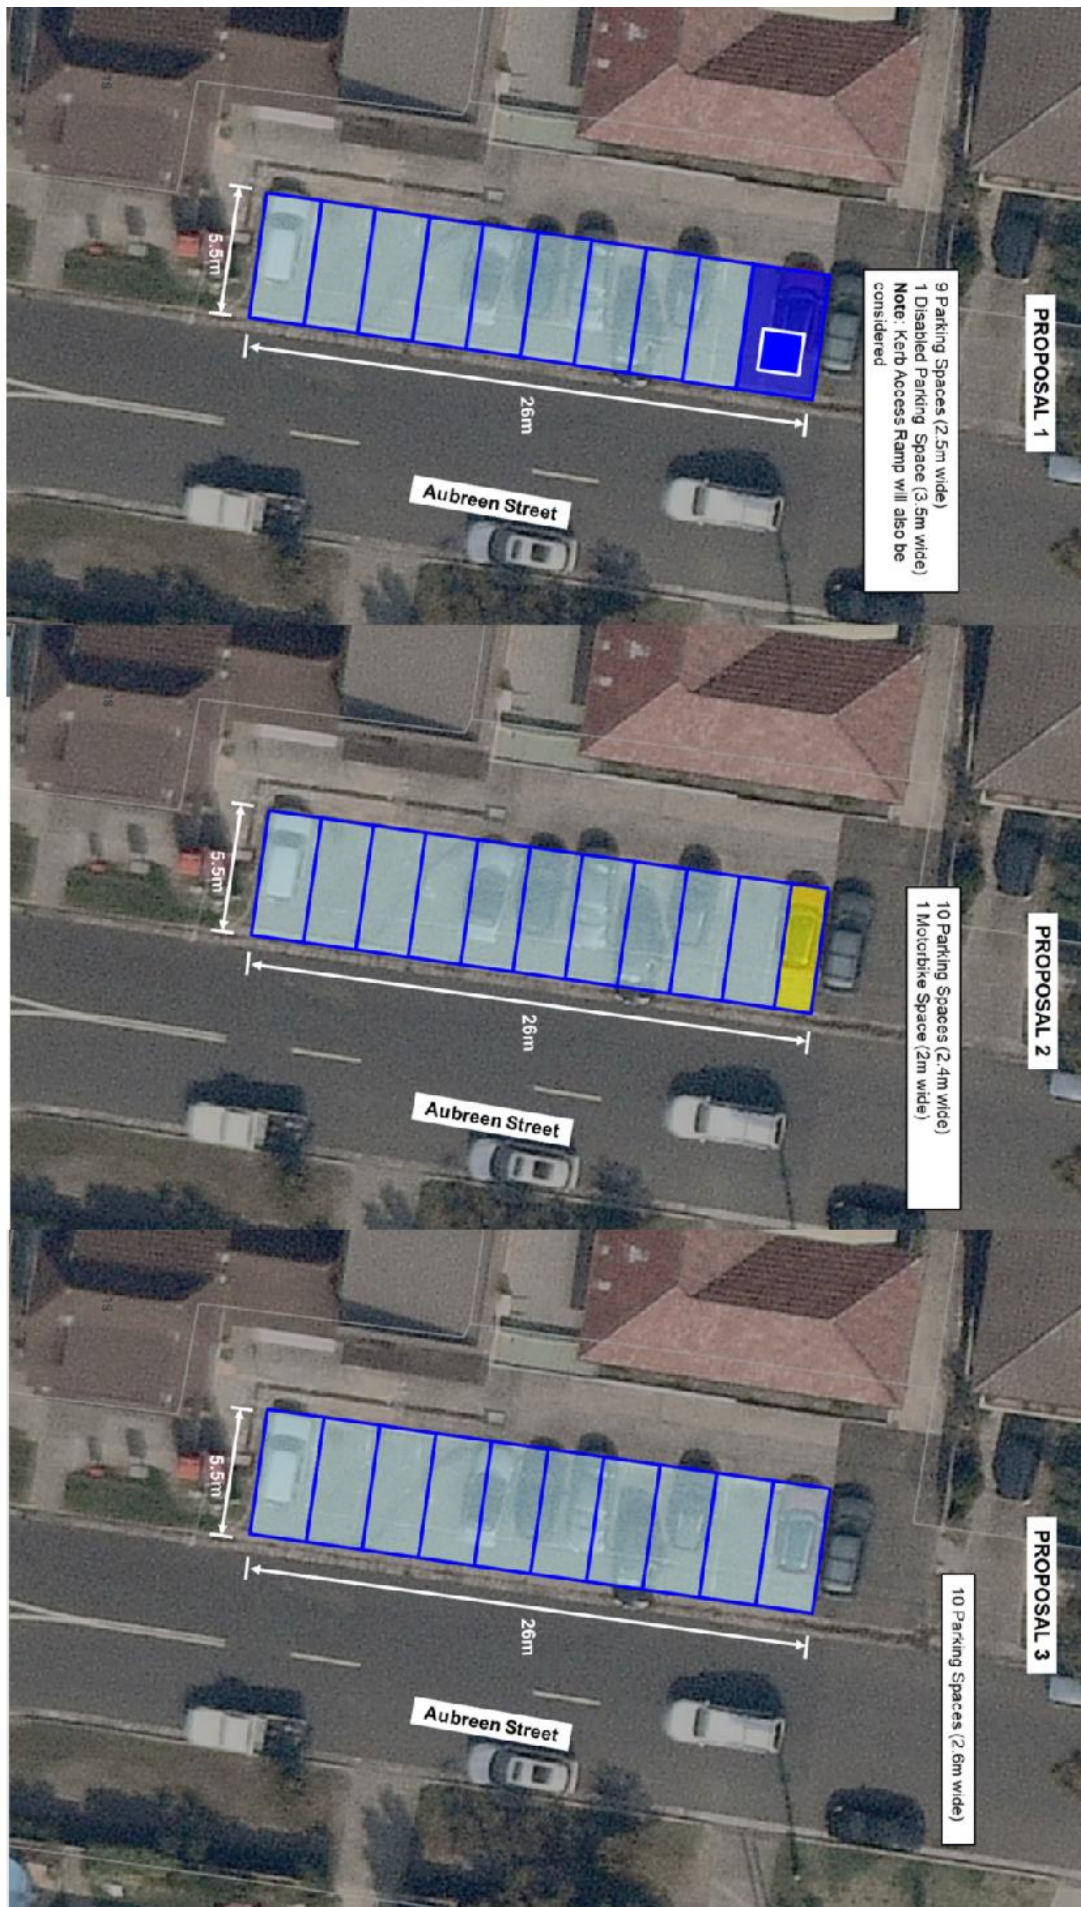 PROPOSAL 1
9 Parking Spaces (2.5m wide)
1 Disabled Parking Space (3.5m wide)
Note: Kerb Access Ramp will also be
considered
5.5m
26m
Aubreen Street
PROPOSAL 2
10 Parking Spaces (2.4m wide)
1 Motorbike Space (2m wide)
5.5m
26m
Aubreen Street
PROPOSAL 3
10 Parking Spaces (2.6m wide)
5.5m
26m
Aubreen Street